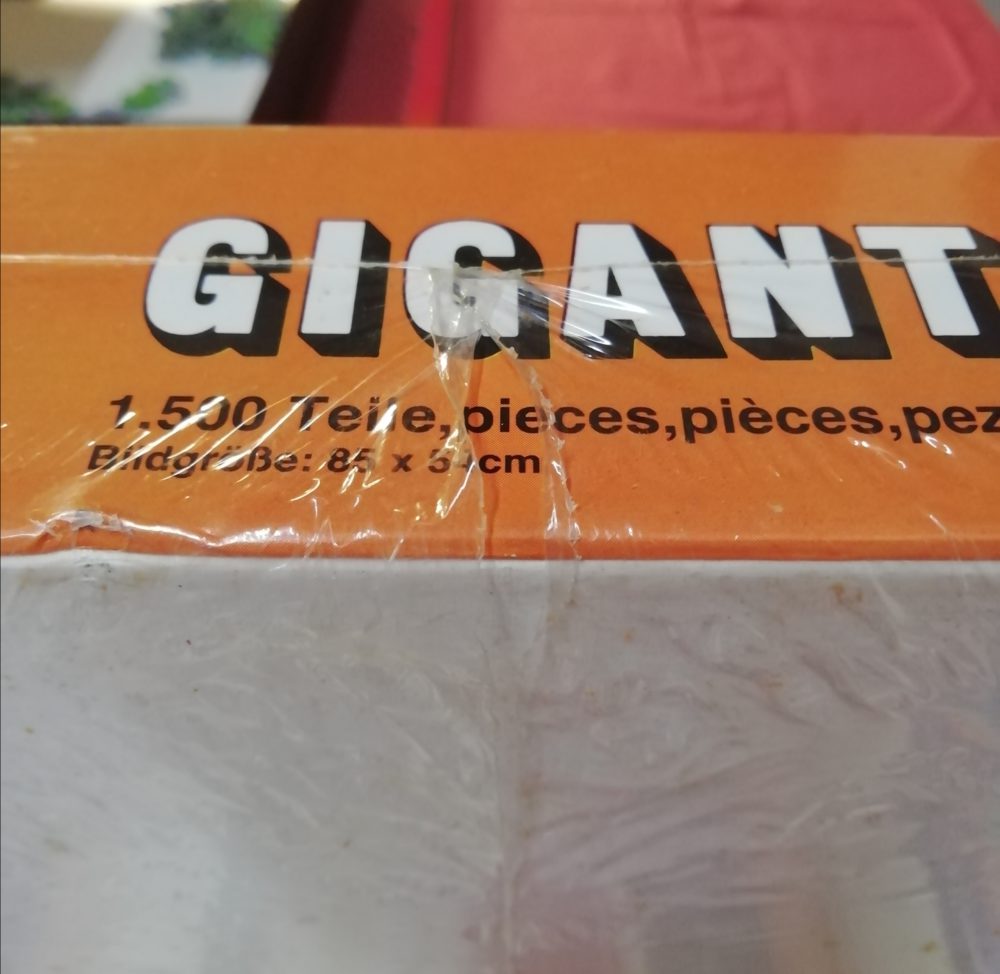 GIGANT
1.500 Teile,pieces,pièces,pez
Bildgröße: 85 x 54cm